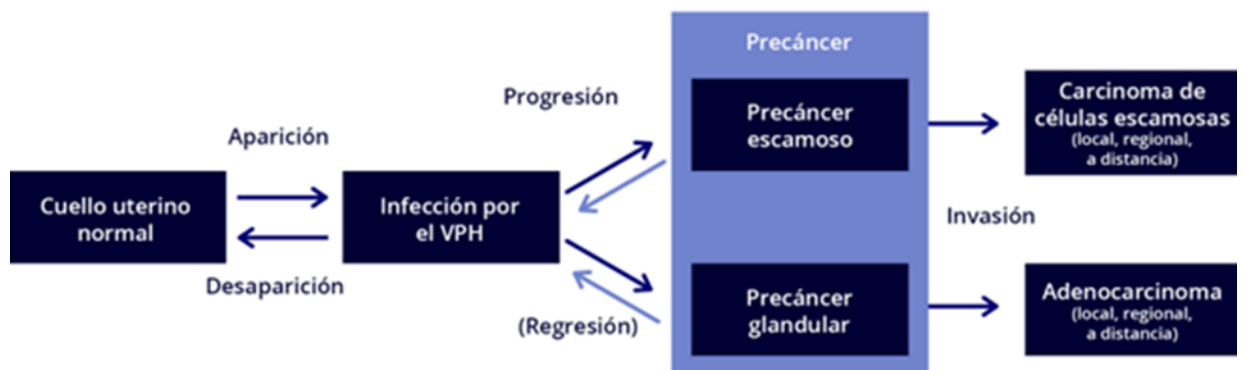 Precáncer
Progresión
Aparición
Cuello uterino
normal
Desaparición
Infección por
el VPH
(Regresión)
Precáncer
escamoso
Precáncer
glandular
Invasión
Carcinoma de
células escamosas
(local, regional,
a distancia)
Adenocarcinoma
(local, regional,
a distancia)